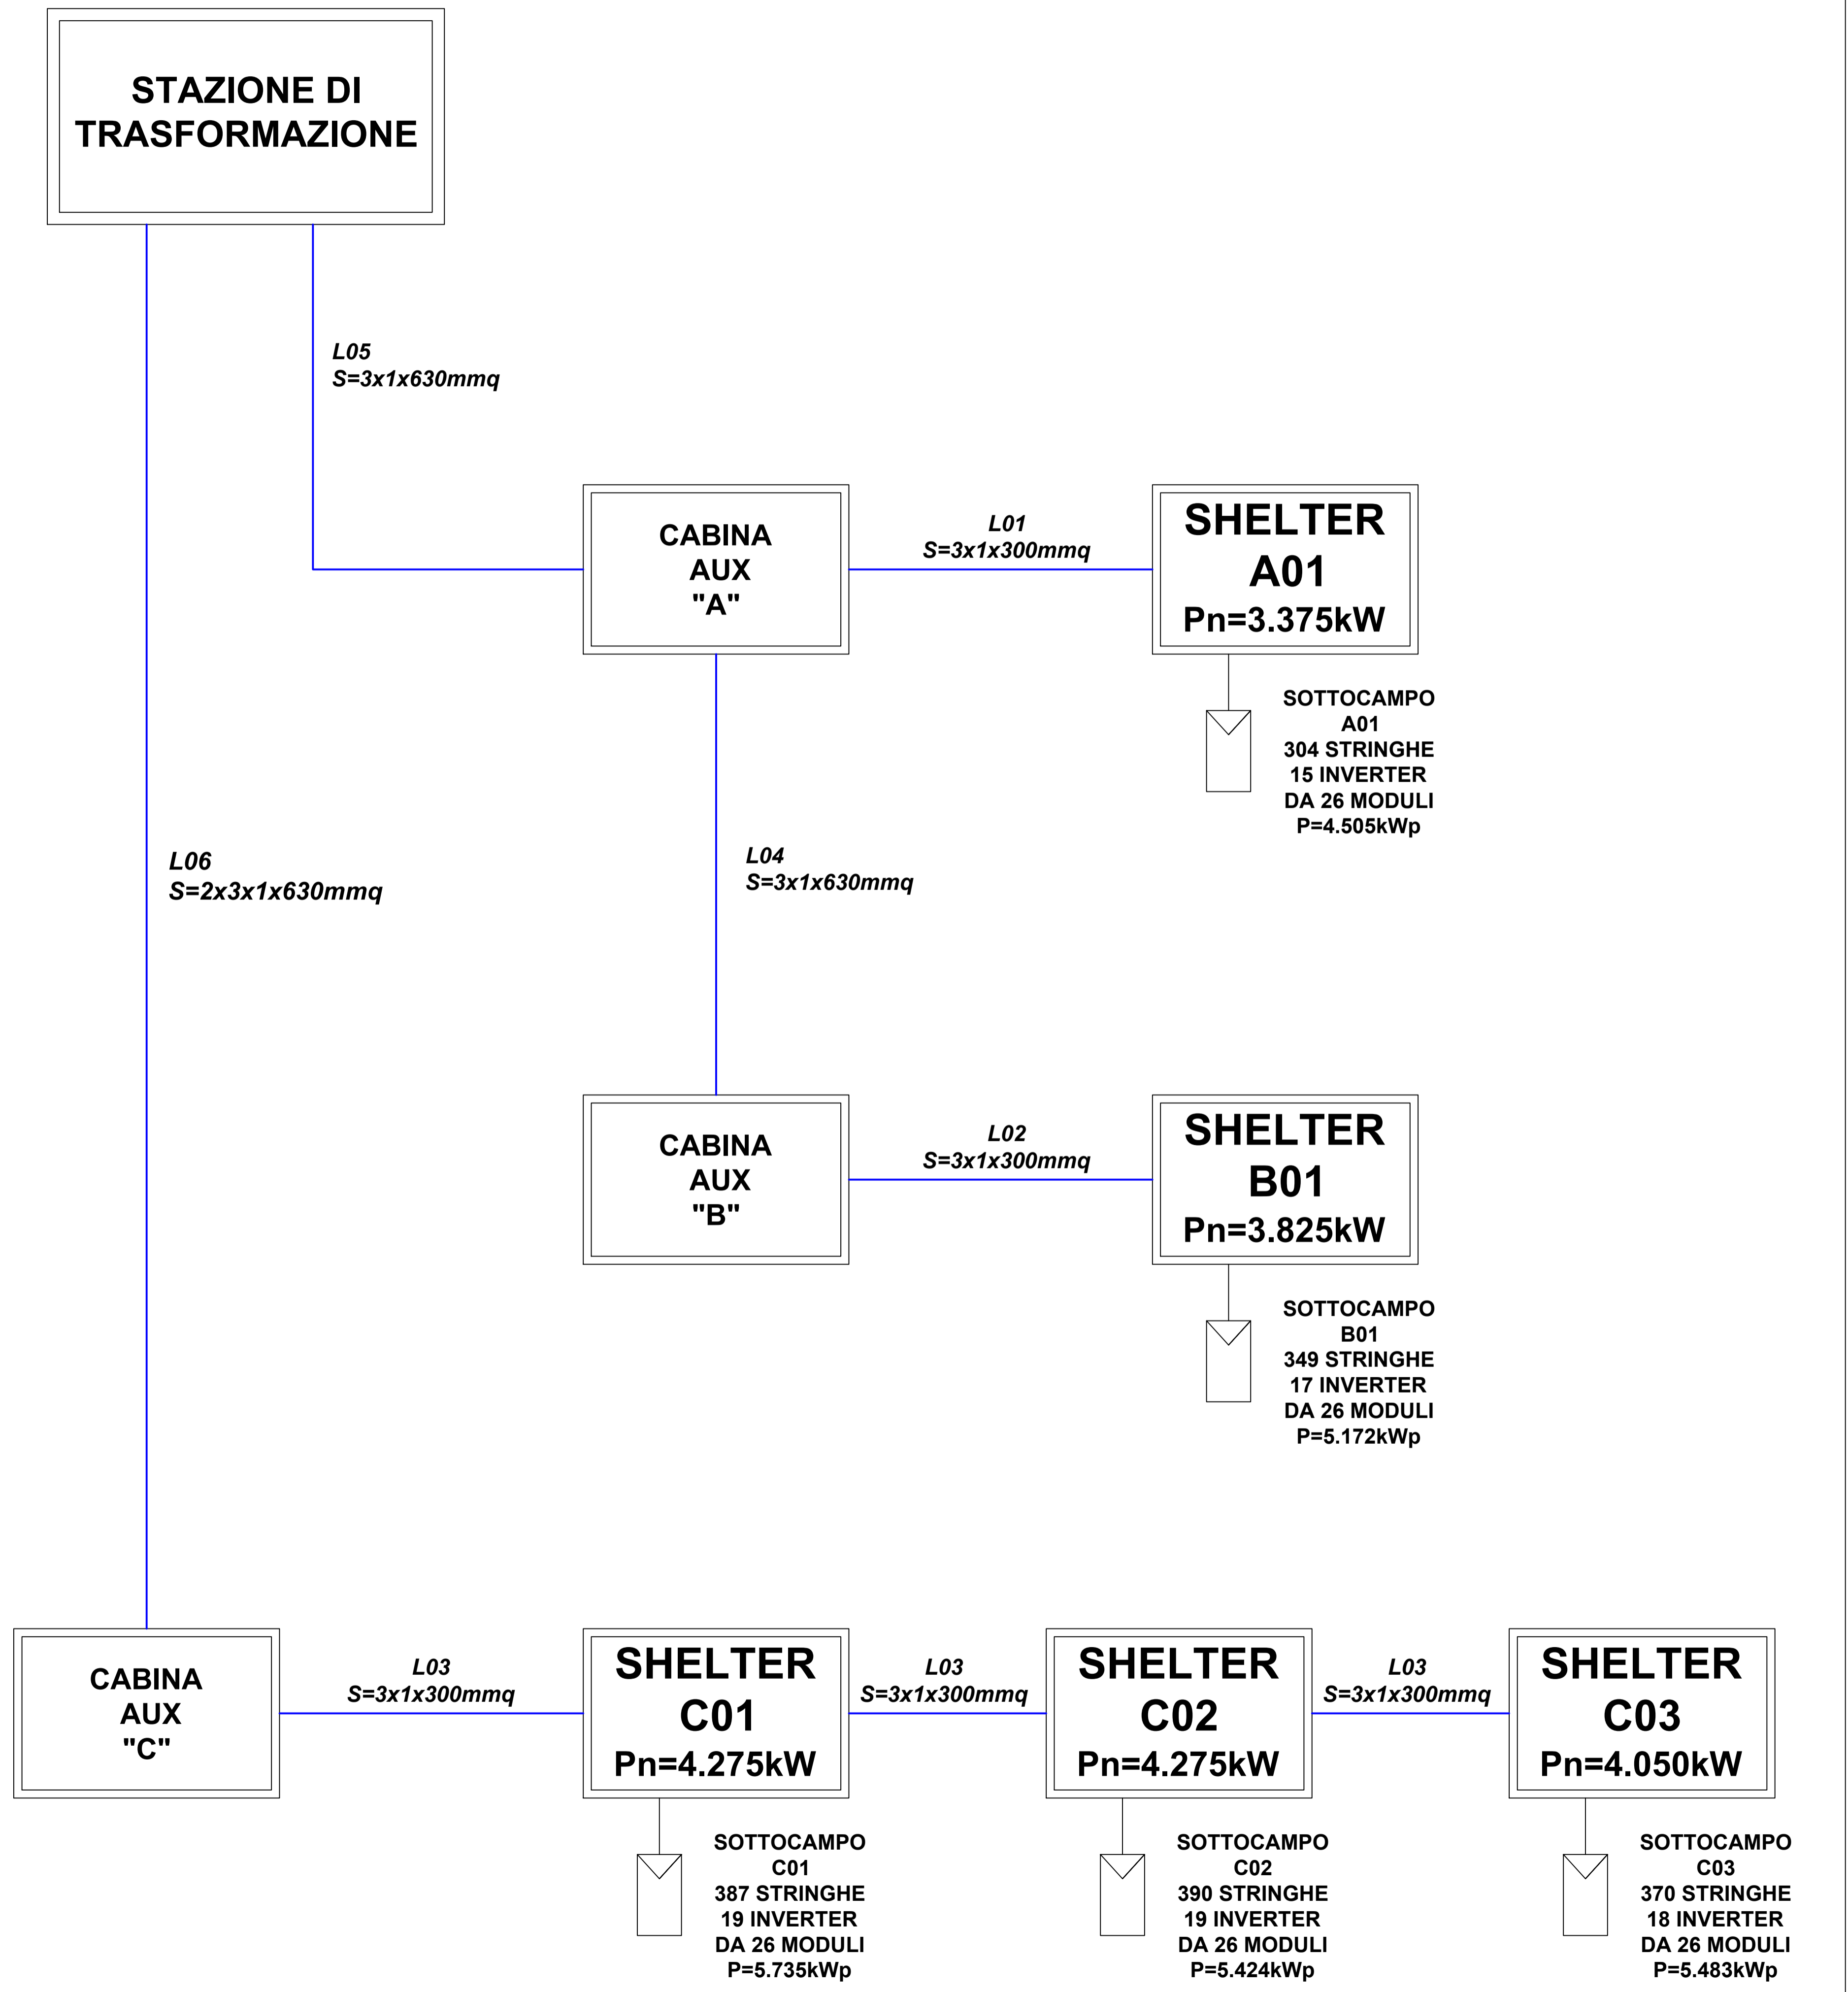 STAZIONE DI
TRASFORMAZIONE
L05
S=3x1x630mmq
CABINA
AUX
"A"
L01
S=3x1x300mmq
SHELTER
A01
Pn=3.375kW
SOTTOCAMPO
A01
304 STRINGHE
15 INVERTER
DA 26 MODULI
P=4.505kWp
L06
S=2x3x1x630mmq
L04
S=3x1x630mmq
CABINA
AUX
"B"
L02
S=3x1x300mmq
SHELTER
B01
Pn=3.825kW
SOTTOCAMPO
B01
349 STRINGHE
17 INVERTER
DA 26 MODULI
P=5.172kWp
CABINA
AUX
"C"
L03
S=3x1x300mmq
SHELTER
C01
Pn=4.275kW
L03
S=3x1x300mmq
SHELTER
C02
Pn=4.275kW
L03
S=3x1x300mmq
SHELTER
C03
Pn=4.050kW
SOTTOCAMPO
C01
387 STRINGHE
19 INVERTER
DA 26 MODULI
P=5.735kWp
SOTTOCAMPO
C02
390 STRINGHE
19 INVERTER
DA 26 MODULI
P=5.424kWp
SOTTOCAMPO
C03
370 STRINGHE
18 INVERTER
DA 26 MODULI
P=5.483kWp